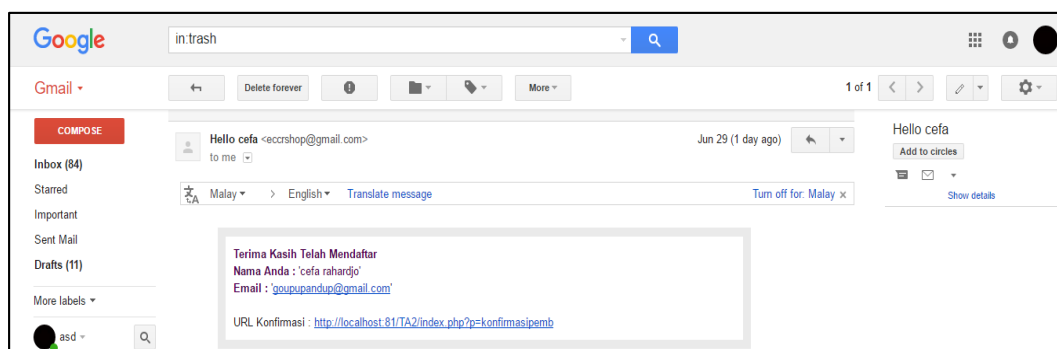 Google
in:trash
Gmail
Delete forever
More
1 of 1
COMPOSE
Inbox (84)
Starred
Important
Sent Mail
Drafts (11)
More labels
asd
Hello cefa <eccrshop@gmail.com>
to me
Jun 29 (1 day ago)
Malay > English Translate message
Turn off for: Malay x
Terima Kasih Telah Mendaftar
Nama Anda : 'cefa rahardjo'
Email : 'goupupandup@gmail.com'
URL Konfirmasi : http://localhost:81/TA2/index.php?p=konfirmasipemb
Hello cefa
Add to circles
Show details